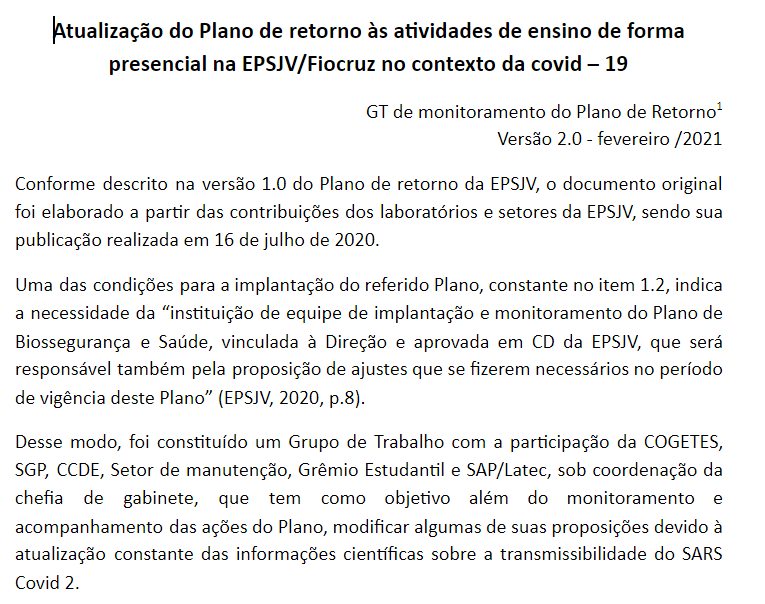 Atualização do Plano de retorno às atividades de ensino de forma
presencial na EPSJV/Fiocruz no contexto da covid – 19
GT de monitoramento do Plano de Retorno¹
Versão 2.0 - fevereiro /2021
Conforme descrito na versão 1.0 do Plano de retorno da EPSJV, o documento original
foi elaborado a partir das contribuições dos laboratórios e setores da EPSJV, sendo sua
publicação realizada em 16 de julho de 2020.
Uma das condições para a implantação do referido Plano, constante no item 1.2, indica
a necessidade da “instituição de equipe de implantação e monitoramento do Plano de
Biossegurança e Saúde, vinculada à Direção e aprovada em CD da EPSJV, que será
responsável também pela proposição de ajustes que se fizerem necessários no período
de vigência deste Plano” (EPSJV, 2020, p.8).
Desse modo, foi constituído um Grupo de Trabalho com a participação da COGETES,
SGP, CCDE, Setor de manutenção, Grêmio Estudantil e SAP/Latec, sob coordenação da
chefia de gabinete, que tem como objetivo além do monitoramento e
acompanhamento das ações do Plano, modificar algumas de suas proposições devido à
atualização constante das informações científicas sobre a transmissibilidade do SARS
Covid 2.